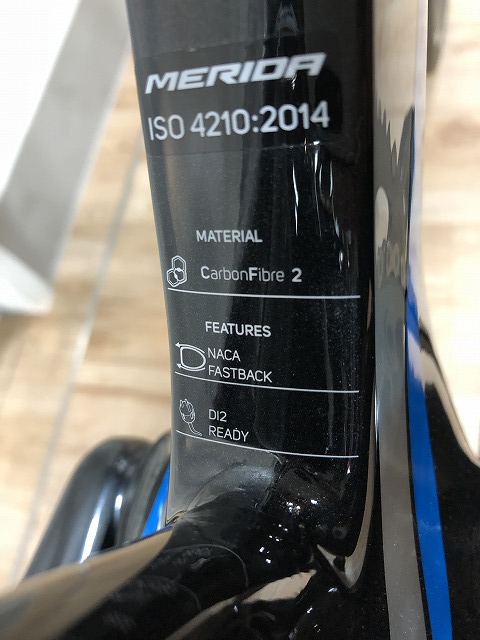 MERIDA
ISO 4210:2014
MATERIAL
CarbonFibre 2
FEATURES
NACA
FASTBACK
DI2
READY